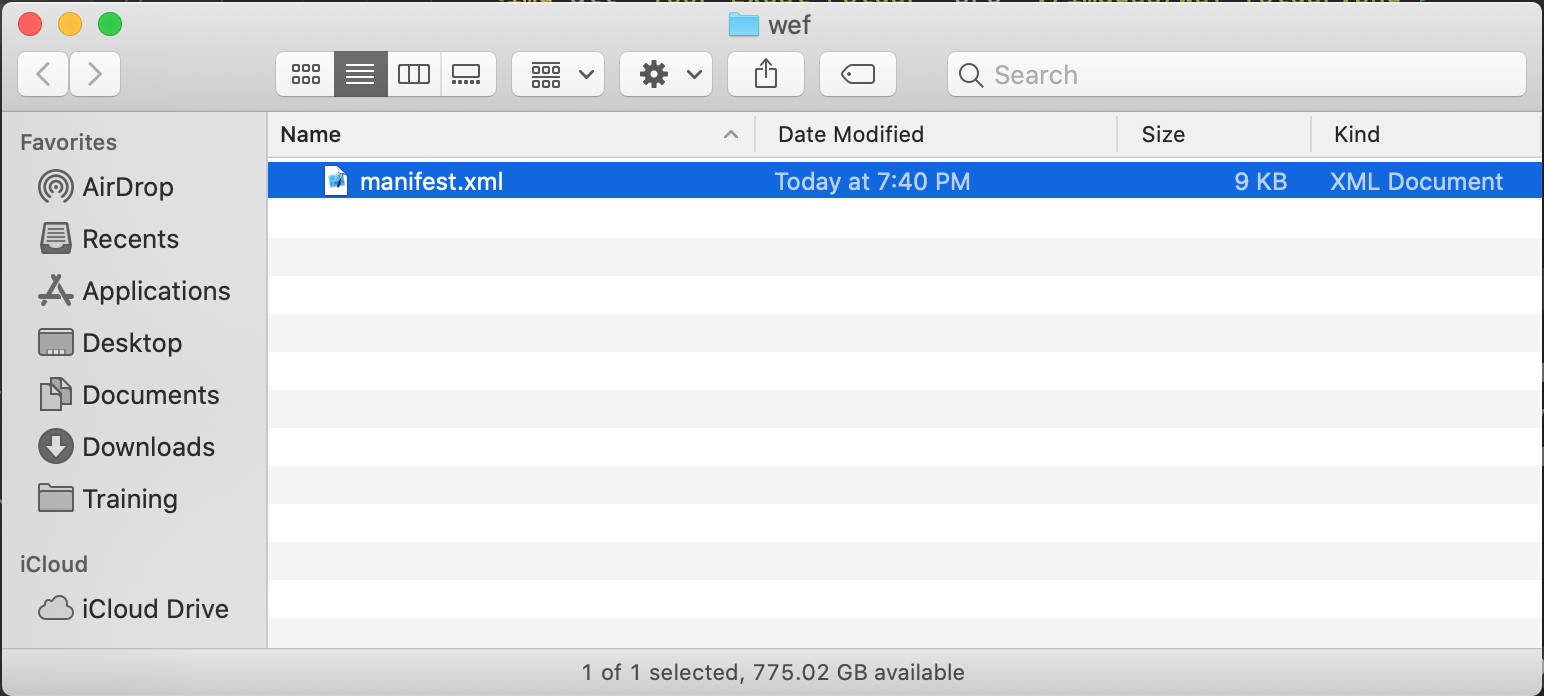 wef
Search
Favorites
AirDrop
Recents
Applications
Desktop
Documents
Downloads
Training
iCloud
iCloud Drive
Name Date Modified Size Kind
manifest.xml Today at 7:40 PM 9 KB XML Document
1 of 1 selected, 775.02 GB available